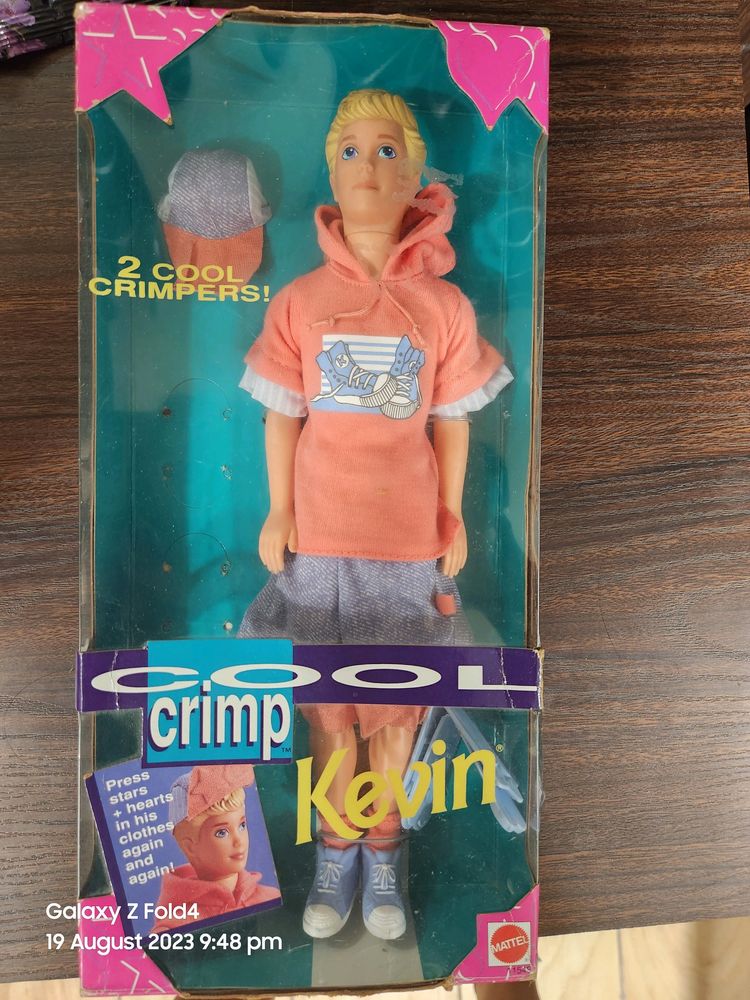 2 COOL
CRIMPERS!
COOL
crimp™
Kevin®
Press
stars
+ hearts
in his
clothes
again
and
again!
MATTEL
Galaxy Z Fold4
19 August 2023 9:48 pm